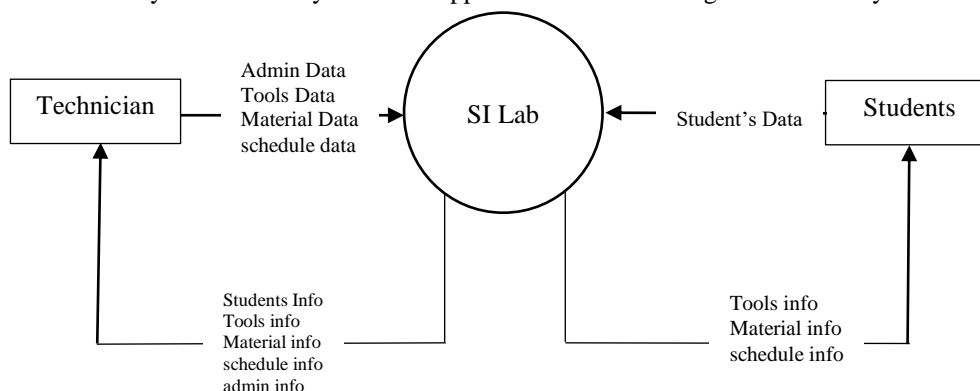 Admin Data
Tools Data
Material Data
schedule data
Technician
SI Lab
Student's Data
Students
Students Info
Tools info
Material info
schedule info
admin info
Tools info
Material info
schedule info